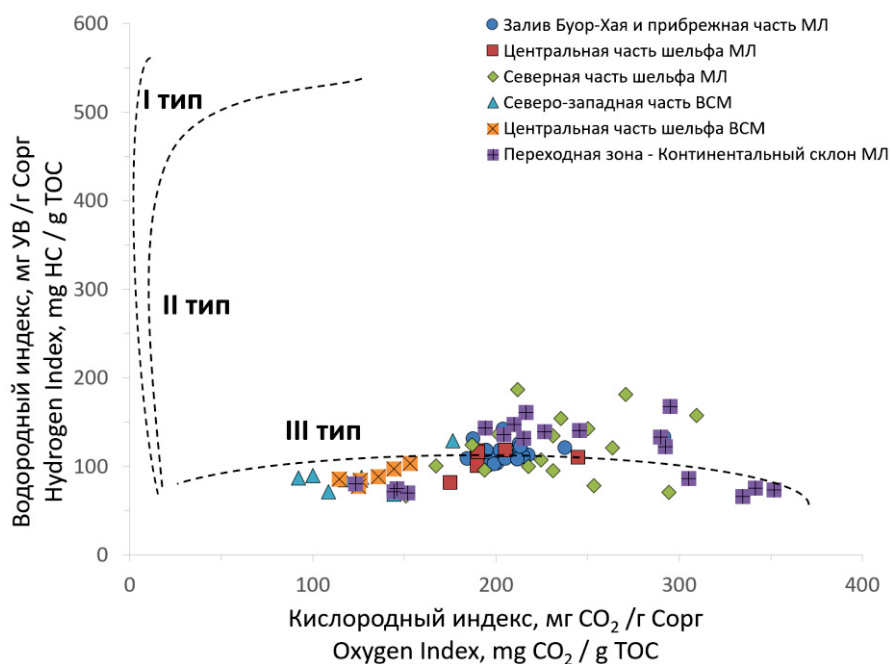 600
500
400
300
200
100
0
0
100
200
300
400
Водородный индекс, мг УВ /г Сорг
Hydrogen Index, mg HC / g TOC
I тип
II тип
III тип
Залив Буор-Хая и прибрежная часть МЛ
Центральная часть шельфа МЛ
Северная часть шельфа МЛ
Северо-западная часть ВСМ
Центральная часть шельфа ВСМ
Переходная зона - Континентальный склон МЛ
Кислородный индекс, мг CO₂ /г Сорг
Oxygen Index, mg CO₂ / g TOC